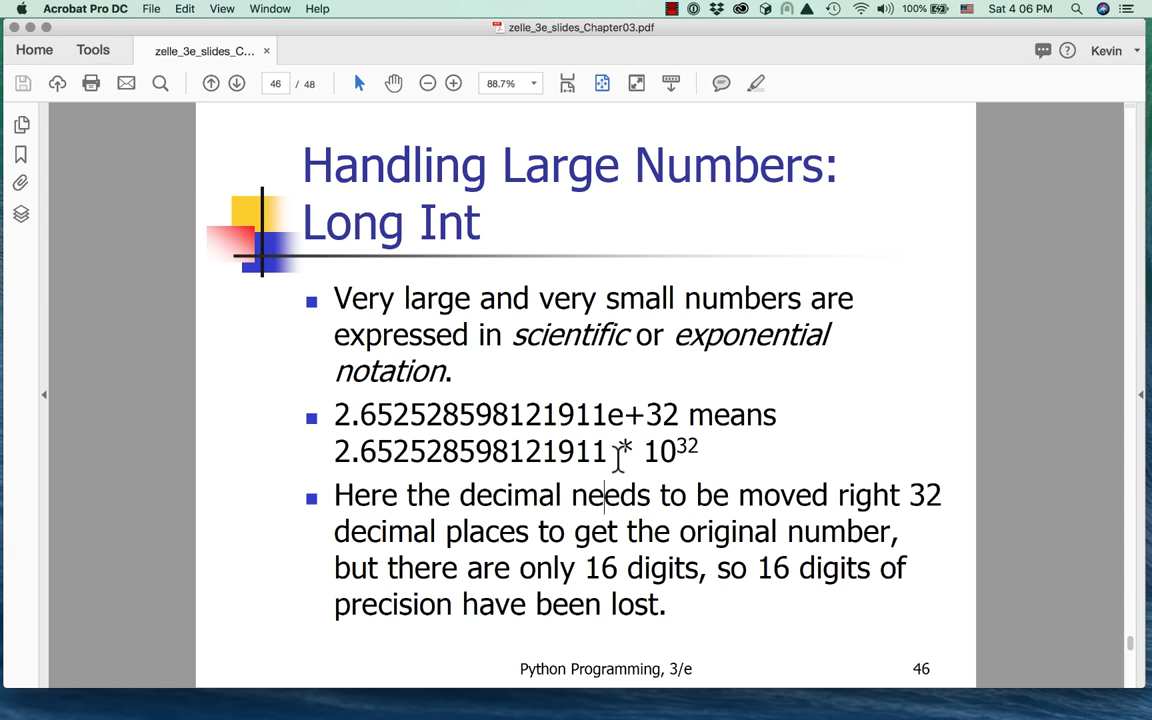 Acrobat Pro DC File Edit View Window Help 100% Sat 4:06 PM
zelle_3e_slides_Chapter03.pdf
Home Tools zelle_3e_slides_C... × ? Kevin
46 / 48 88.7%
Handling Large Numbers:
Long Int
Very large and very small numbers are
expressed in scientific or exponential
notation.
2.652528598121911e+32 means
2.652528598121911 * 10³²
Here the decimal needs to be moved right 32
decimal places to get the original number,
but there are only 16 digits, so 16 digits of
precision have been lost.
Python Programming, 3/e 46